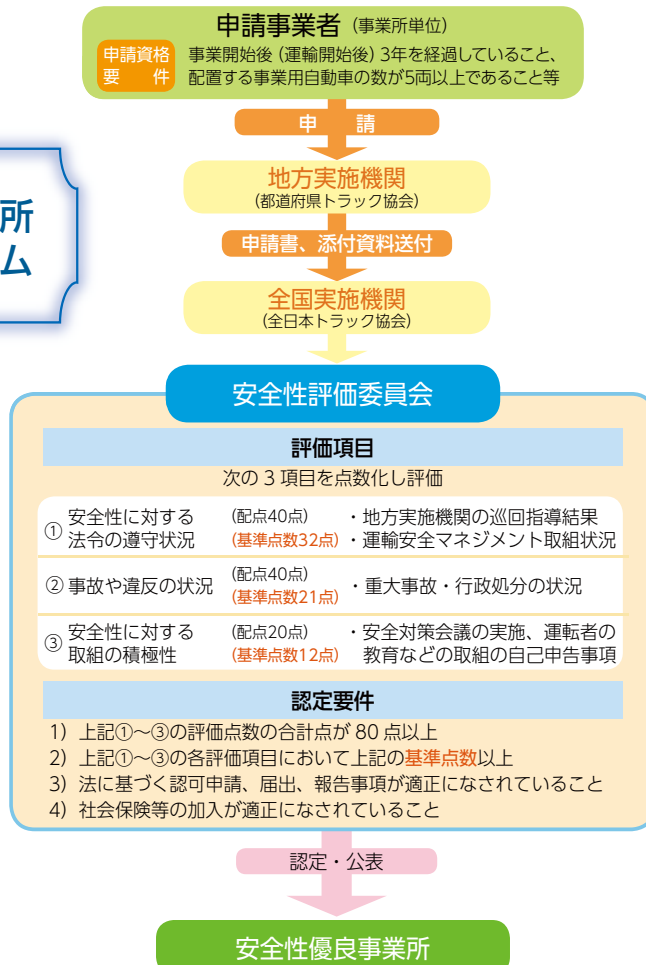 申請事業者（事業所単位）
申請資格要件
事業開始後（運輸開始後）3年を経過していること、
配置する事業用自動車の数が5両以上であること等
申　請
所
ム
地方実施機関
（都道府県トラック協会）
申請書、添付資料送付
全国実施機関
（全日本トラック協会）
安全性評価委員会
評価項目
次の3項目を点数化し評価
① 安全性に対する法令の遵守状況
（配点40点）
（基準点数32点）
・地方実施機関の巡回指導結果
・運輸安全マネジメント取組状況
② 事故や違反の状況
（配点40点）
（基準点数21点）
・重大事故・行政処分の状況
③ 安全性に対する取組の積極性
（配点20点）
（基準点数12点）
・安全対策会議の実施、運転者の
教育などの取組の自己申告事項
認定要件
1）上記①～③の評価点数の合計点が80点以上
2）上記①～③の各評価項目において上記の基準点数以上
3）法に基づく認可申請、届出、報告事項が適正になされていること
4）社会保険等の加入が適正になされていること
認定・公表
安全性優良事業所